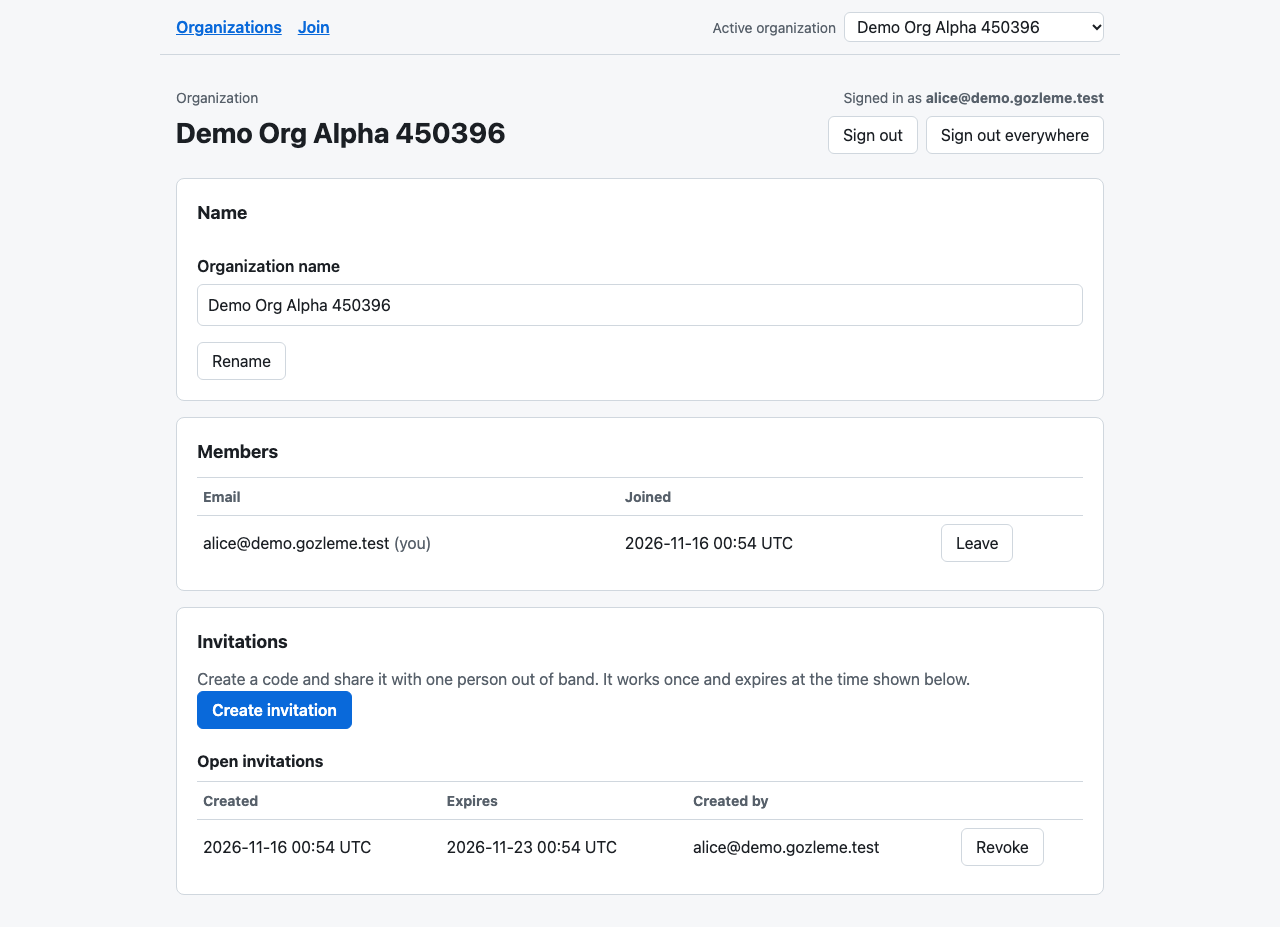 Organizations Join Active organization Demo Org Alpha 450396
Organization Signed in as alice@demo.gozleme.test
Demo Org Alpha 450396 Sign out Sign out everywhere
Name
Organization name
Demo Org Alpha 450396
Rename
Members
Email Joined
alice@demo.gozleme.test (you) 2026-11-16 00:54 UTC Leave
Invitations
Create a code and share it with one person out of band. It works once and expires at the time shown below.
Create invitation
Open invitations
Created Expires Created by
2026-11-16 00:54 UTC 2026-11-23 00:54 UTC alice@demo.gozleme.test Revoke